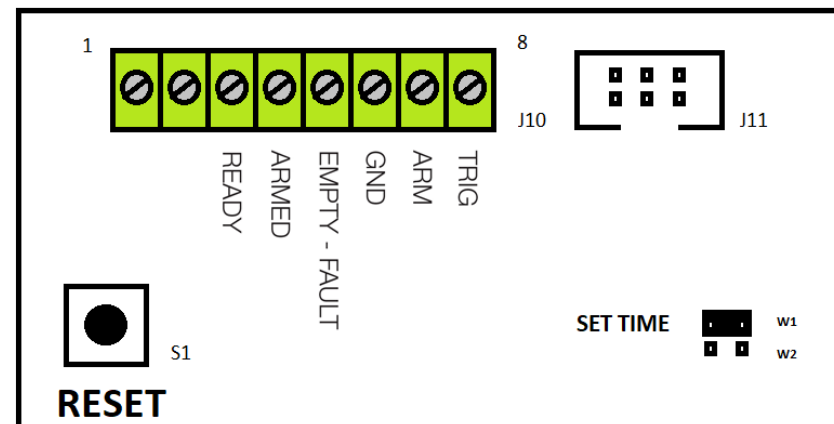 1
8
J10
J11
READY
ARMED
EMPTY - FAULT
GND
ARM
TRIG
SET TIME
W1
W2
S1
RESET